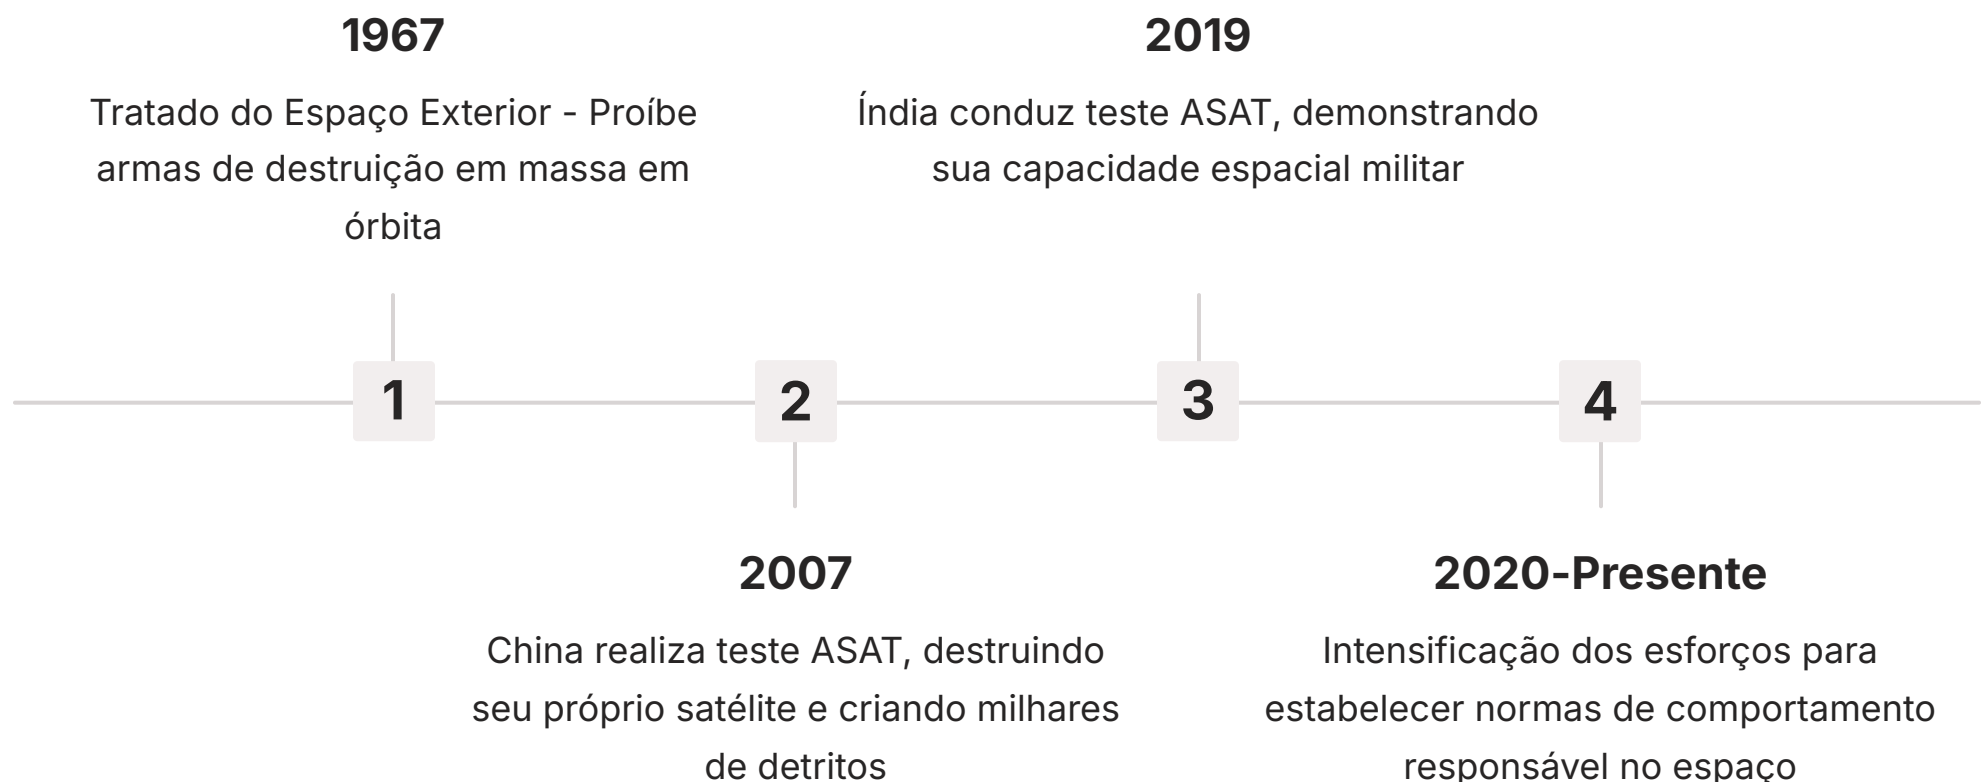 1967
Tratado do Espaço Exterior - Proíbe
armas de destruição em massa em
órbita
2019
Índia conduz teste ASAT, demonstrando
sua capacidade espacial militar
1
2
3
4
2007
China realiza teste ASAT, destruindo
seu próprio satélite e criando milhares
de detritos
2020-Presente
Intensificação dos esforços para
estabelecer normas de comportamento
responsável no espaço